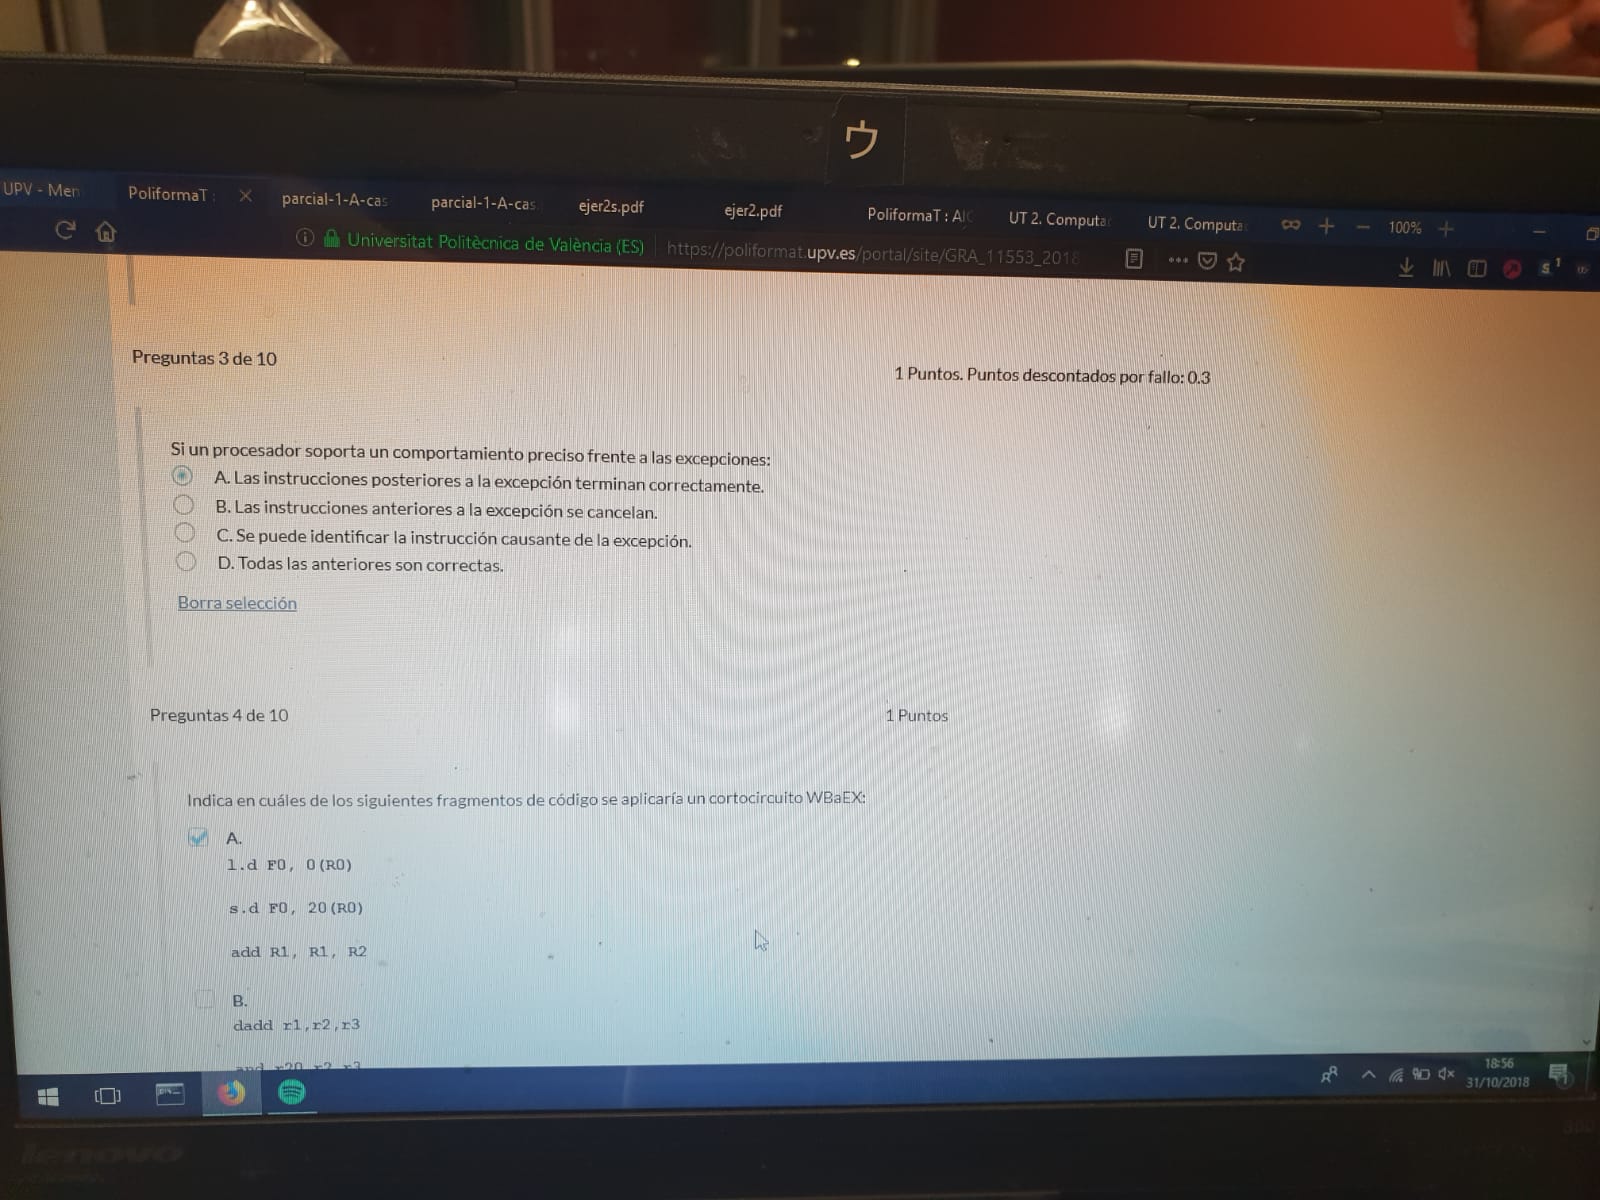 ウ
UPV - Men
PoliformaT :
parcial-1-A-cas
parcial-1-A-cas.
ejer2s.pdf
ejer2.pdf
PoliformaT : AIC
UT 2. Computa
UT 2. Computa
100%
Universitat Politècnica de València (ES)
https://poliformat.upv.es/portal/site/GRA_11553_2018
Preguntas 3 de 10
1 Puntos. Puntos descontados por fallo: 0.3
Si un procesador soporta un comportamiento preciso frente a las excepciones:
A. Las instrucciones posteriores a la excepción terminan correctamente.
B. Las instrucciones anteriores a la excepción se cancelan.
C. Se puede identificar la instrucción causante de la excepción.
D. Todas las anteriores son correctas.
Borra selección
Preguntas 4 de 10
1 Puntos
Indica en cuáles de los siguientes fragmentos de código se aplicaría un cortocircuito WBaEX:
A.
l.d F0, 0(R0)
s.d F0, 20(R0)
add R1, R1, R2
B.
dadd r1,r2,r3
18:56
31/10/2018
lenovo